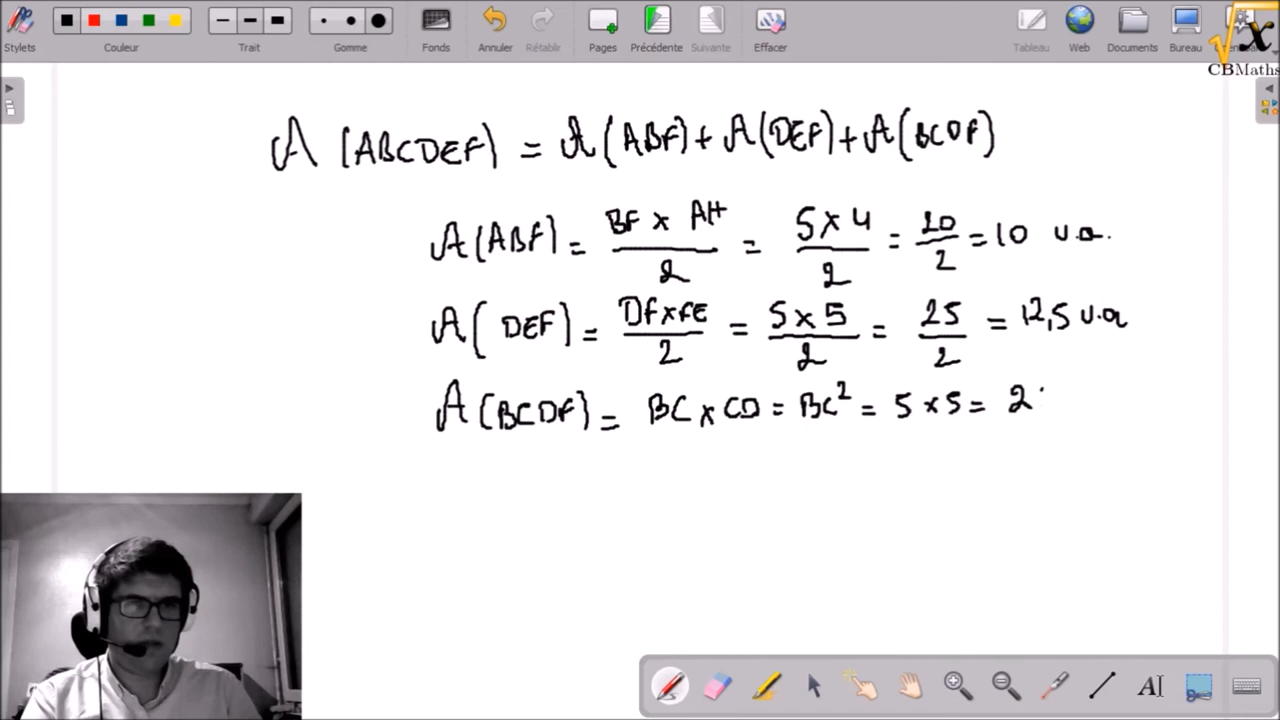 Stylets Couleur Trait Gomme Fonds Annuler Rétablir Pages Précédente Suivante Effacer Tableau Web Documents Bureau
√x
CBMaths
A (ABCDEF) = A(ABF) + A(DEF) + A(BCDF)
A(ABF) = BF x AH / 2 = 5 x 4 / 2 = 20 / 2 = 10 u.a.
A( DEF) = DF x FE / 2 = 5 x 5 / 2 = 25 / 2 = 12,5 u.a
A (BCDF) = BC x CD = BC² = 5 x 5 = 2
AI